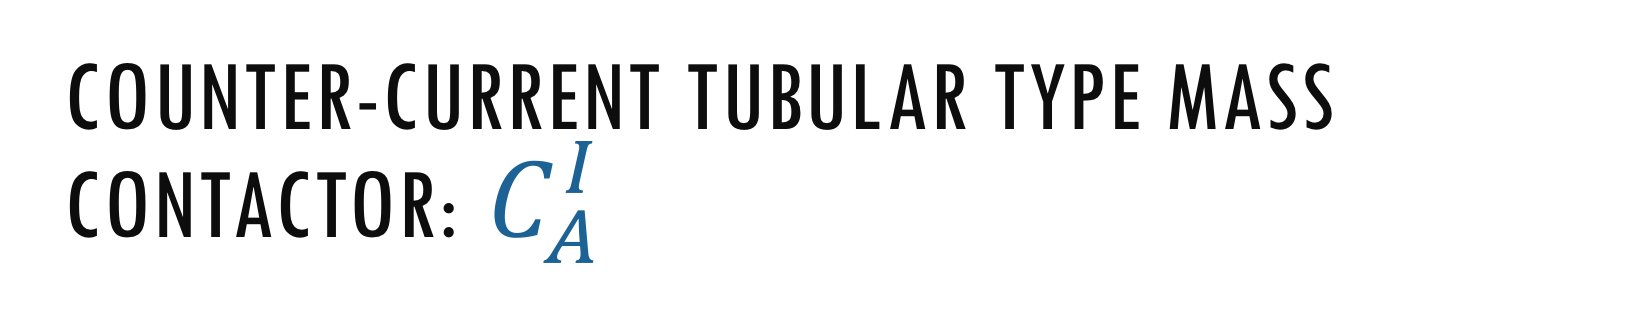 COUNTER-CURRENT TUBULAR TYPE MASS
CONTACTOR: $C_A^I$